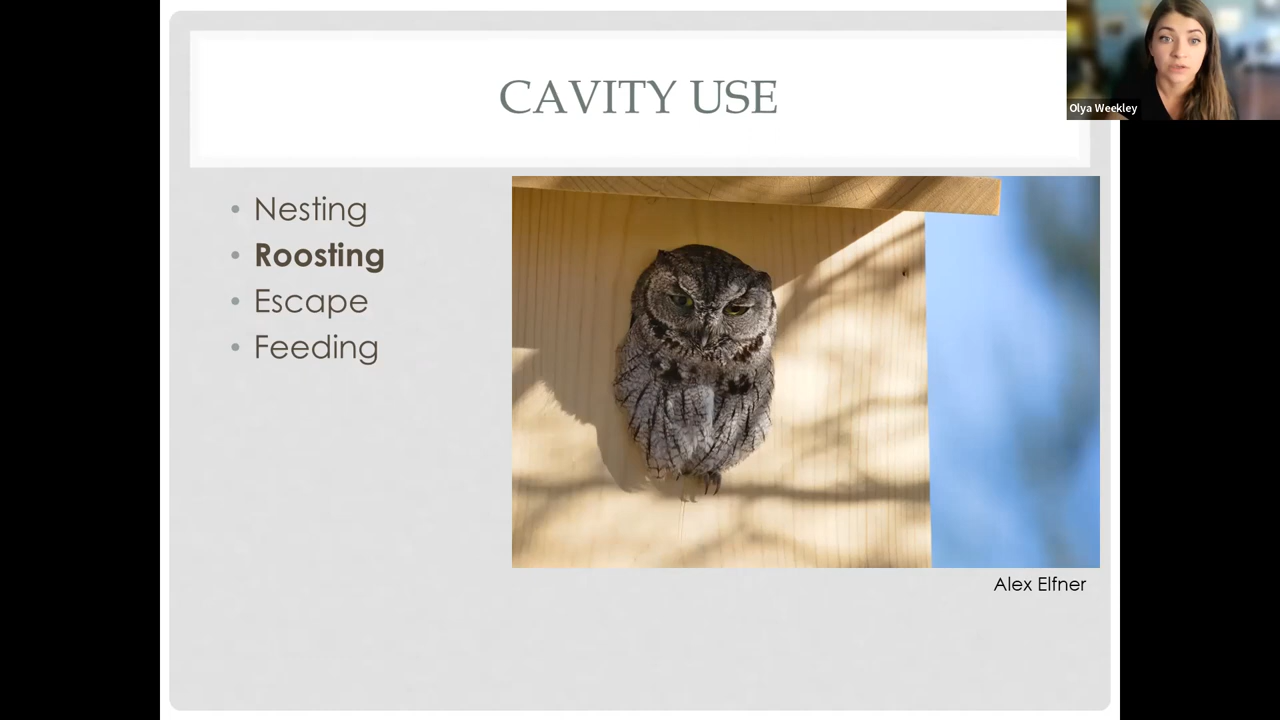 CAVITY USE
Olya Weekley
Nesting
Roosting
Escape
Feeding
Alex Elfner